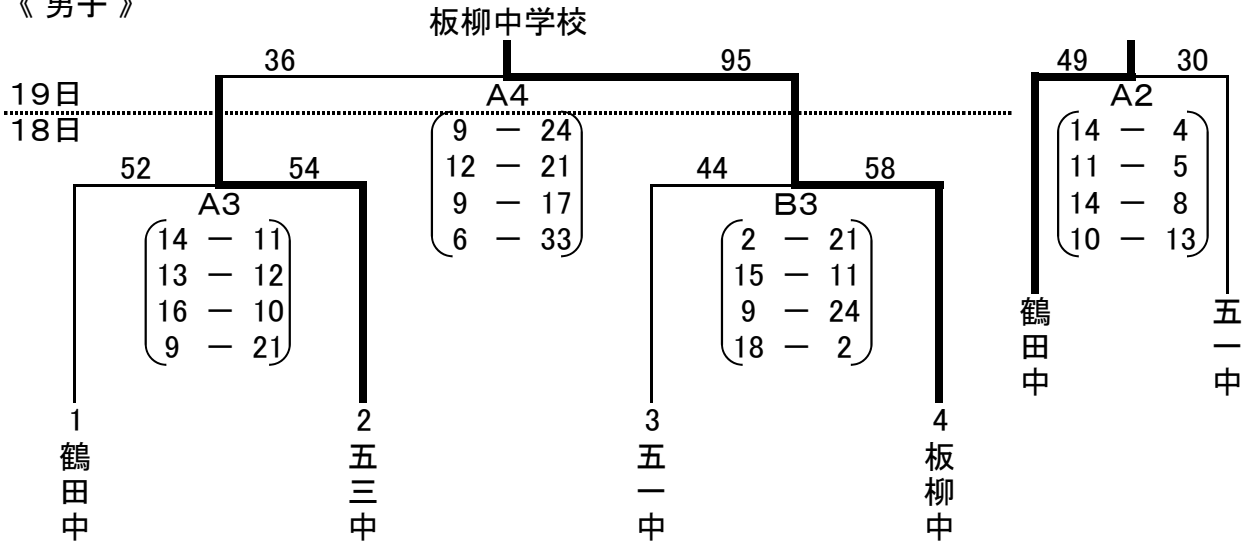 《 男子 》
板柳中学校
36 95 49 30
19日 A4 A2
18日
9 － 24
12 － 21
9 － 17
6 － 33
14 － 4
11 － 5
14 － 8
10 － 13
52 54 44 58
A3 B3
14 － 11
13 － 12
16 － 10
9 － 21
2 － 21
15 － 11
9 － 24
18 － 2
鶴田中
五一中
1 2 3 4
鶴田中
五三中
五一中
板柳中